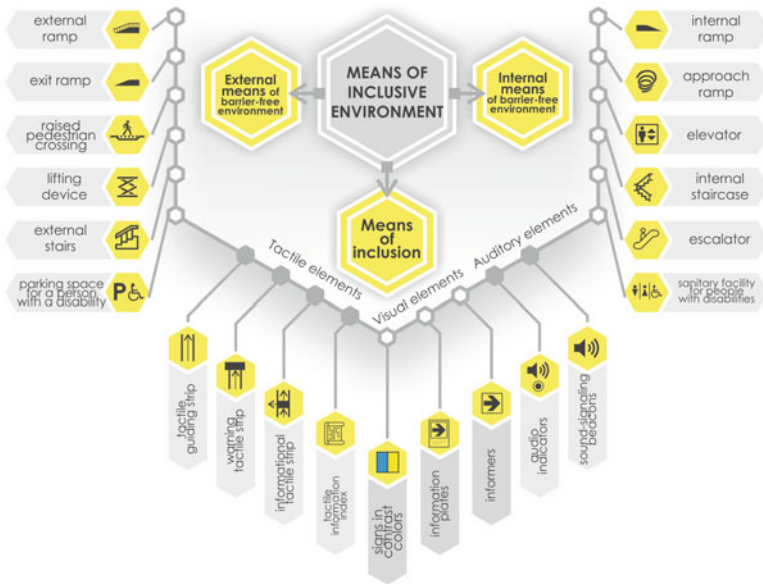 external
ramp
exit ramp
raised
pedestrian
crossing
lifting
device
external
stairs
parking space
for a person
with a disability
P
External
means of
barrier-free
environment
MEANS OF
INCLUSIVE
ENVIRONMENT
Internal
means
of barrier-free
environment
Means
of
inclusion
internal
ramp
approach
ramp
elevator
internal
staircase
escalator
sanitary facility
for people
with disabilities
Tactile elements
Visual elements
Auditory elements
tactile
guiding strip
warning
tactile strip
informational
tactile strip
tactile
information
index
signs in
contrast
colors
information
plates
informers
audio
indicators
sound-signaling
beacons